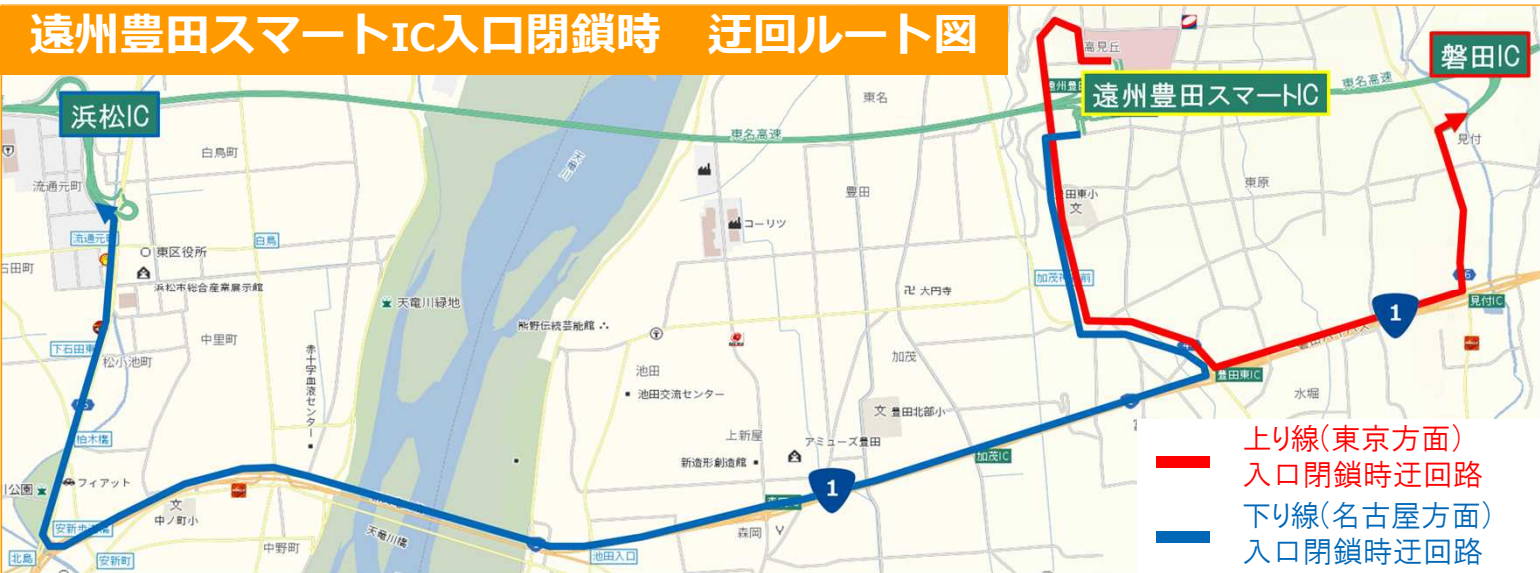 遠州豊田スマートIC入口閉鎖時 迂回ルート図
高見丘
磐田IC
遠州豊田スマートIC
東名高速
浜松IC
東名
東名高速
見付
白鳥町
流通元町
豊田
東原
豊田東小
文
コーリツ
流通元町
白鳥
東区役所
浜松市総合産業展示館
天竜川緑地
大円寺
見付IC
1
熊野伝統芸能館
中里町
下石田東
松小池町
赤十字血液センター
加茂
池田
豊田東IC
池田交流センター
水堀
文 豊田北部小
柏木橋
上新屋
アミューズ豊田
新造形創造館
加茂IC
フィアット
1
文
中ノ町小
安新町
中野町
天竜川橋
池田入口
森岡
北島
上り線(東京方面)
入口閉鎖時迂回路
下り線(名古屋方面)
入口閉鎖時迂回路